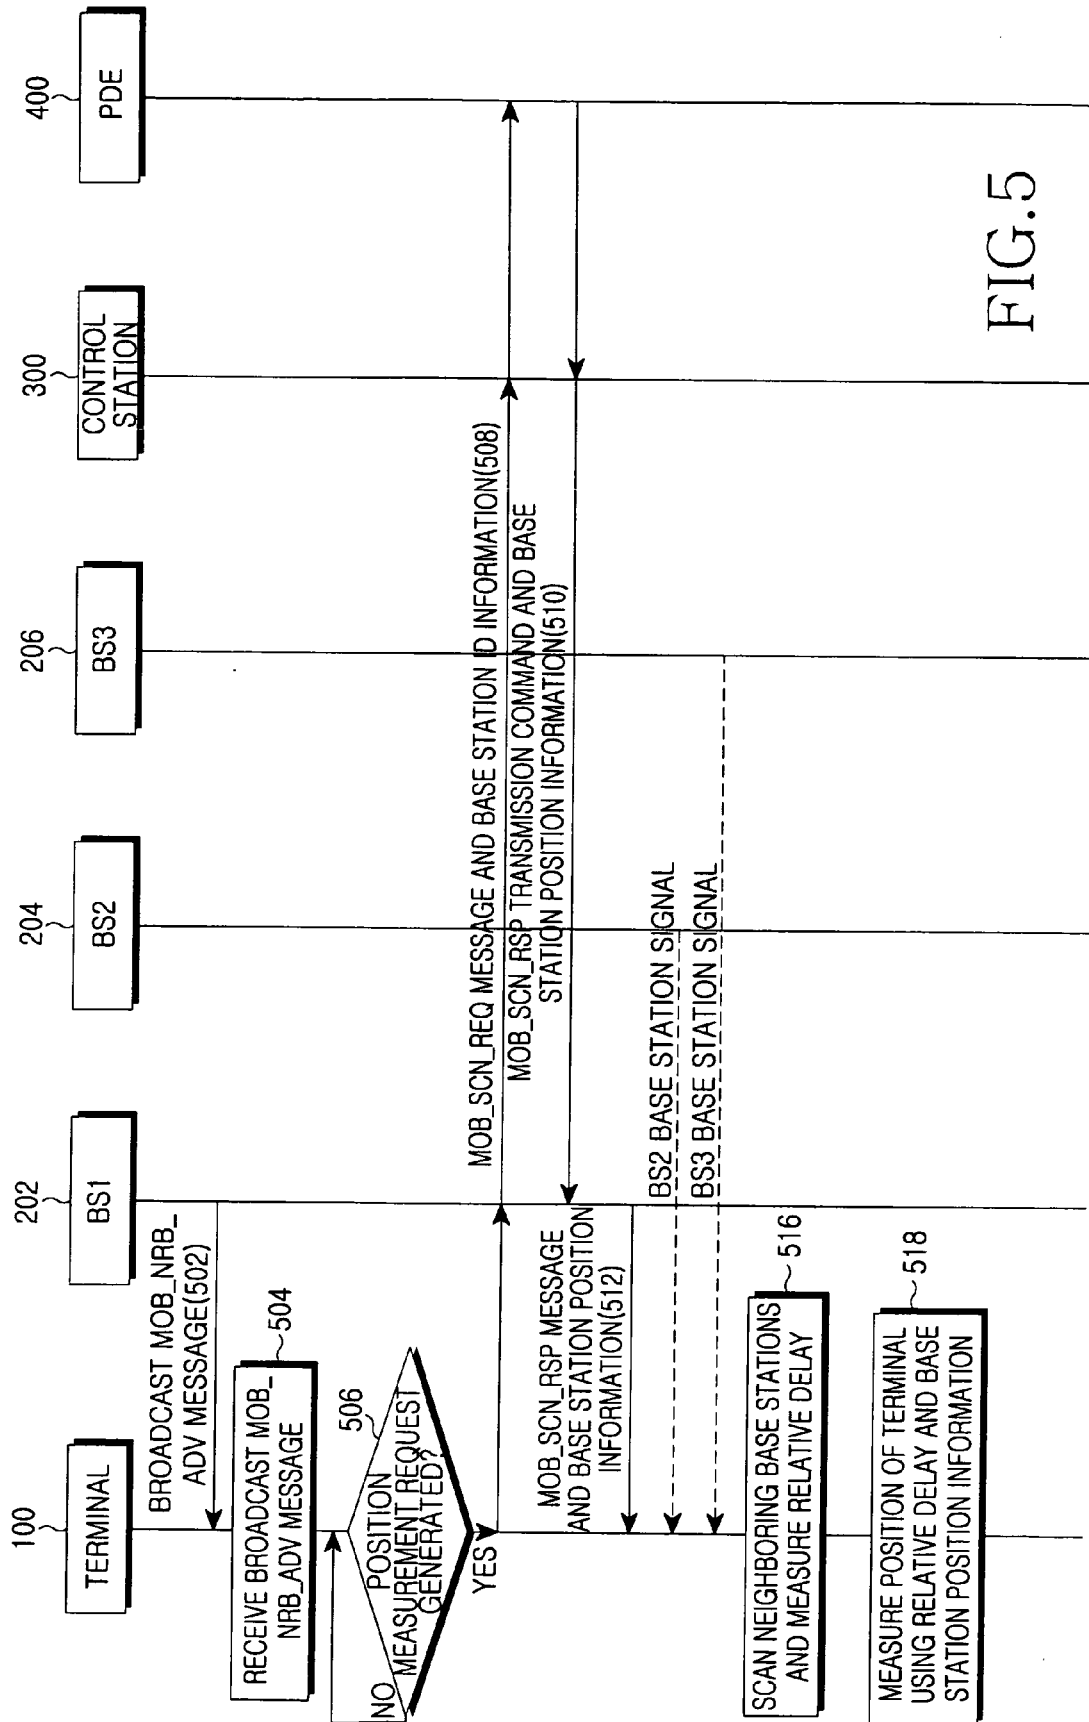 100
TERMINAL
202
BS1
204
BS2
206
BS3
300
CONTROL
STATION
400
PDE
BROADCAST MOB_NRB_
ADV MESSAGE(502)
504
RECEIVE BROADCAST MOB_
NRB_ADV MESSAGE
506
POSITION
MEASUREMENT REQUEST
GENERATED?
NO
YES
MOB_SCN_REQ MESSAGE AND BASE STATION ID INFORMATION(508)
MOB_SCN_RSP TRANSMISSION COMMAND AND BASE
STATION POSITION INFORMATION(510)
MOB_SCN_RSP MESSAGE
AND BASE STATION POSITION
INFORMATION(512)
BS2 BASE STATION SIGNAL
BS3 BASE STATION SIGNAL
516
SCAN NEIGHBORING BASE STATIONS
AND MEASURE RELATIVE DELAY
518
MEASURE POSITION OF TERMINAL
USING RELATIVE DELAY AND BASE
STATION POSITION INFORMATION
FIG.5